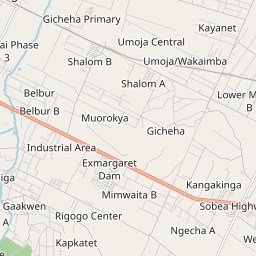 Gicheha Primary
Kayanet
ai Phase
3
Umoja Central
Shalom B
Umoja/Wakaimba
Shalom A
Belbur
Lower M
B
Belbur B
Muorokya
Gicheha
Industrial Area
Exmargaret
Dam
iga
Mimwaita B
Kangakinga
Gaakwen
A
Rigogo Center
Sobea Highw
Ngecha A
We
Kapkatet